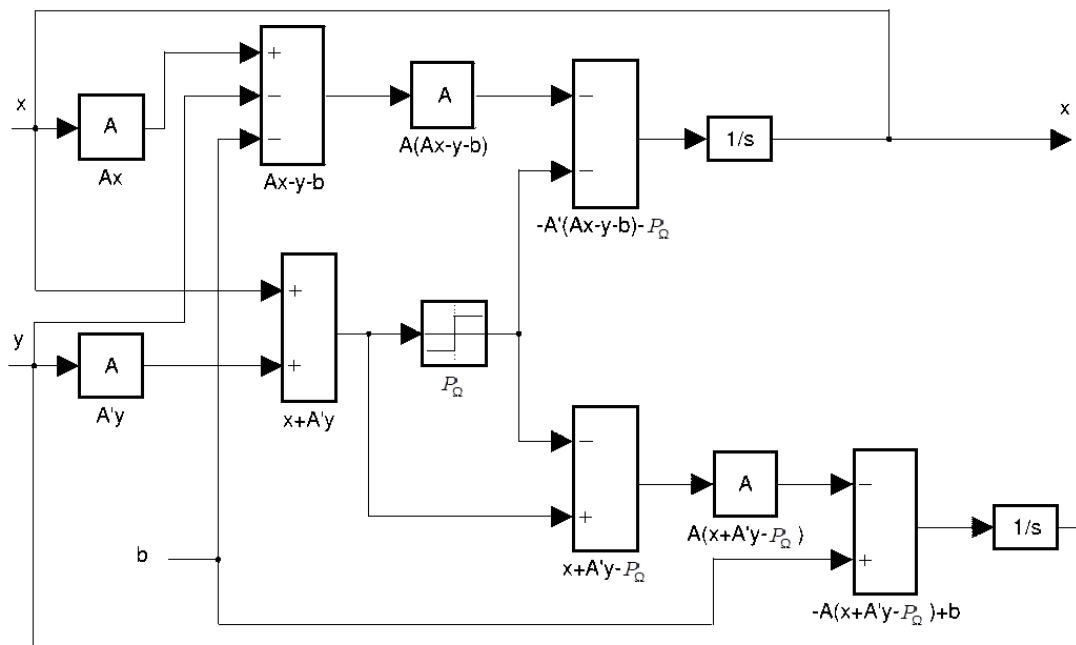 x
A
Ax
+
−
−
Ax-y-b
A
A(Ax-y-b)
−
−
-A'(Ax-y-b)-P_Ω
1/s
x
y
A
A'y
+
+
x+A'y
P_Ω
−
+
x+A'y-P_Ω
A
A(x+A'y-P_Ω )
−
+
-A(x+A'y-P_Ω )+b
1/s
b